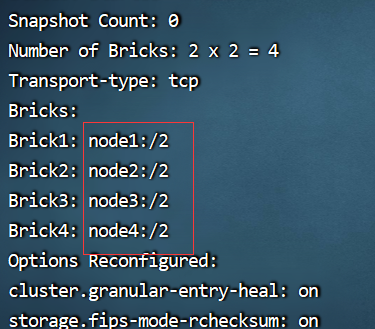 Snapshot Count: 0
Number of Bricks: 2 x 2 = 4
Transport-type: tcp
Bricks:
Brick1: node1:/2
Brick2: node2:/2
Brick3: node3:/2
Brick4: node4:/2
Options Reconfigured:
cluster.granular-entry-heal: on
storage.fips-mode-rchecksum: on